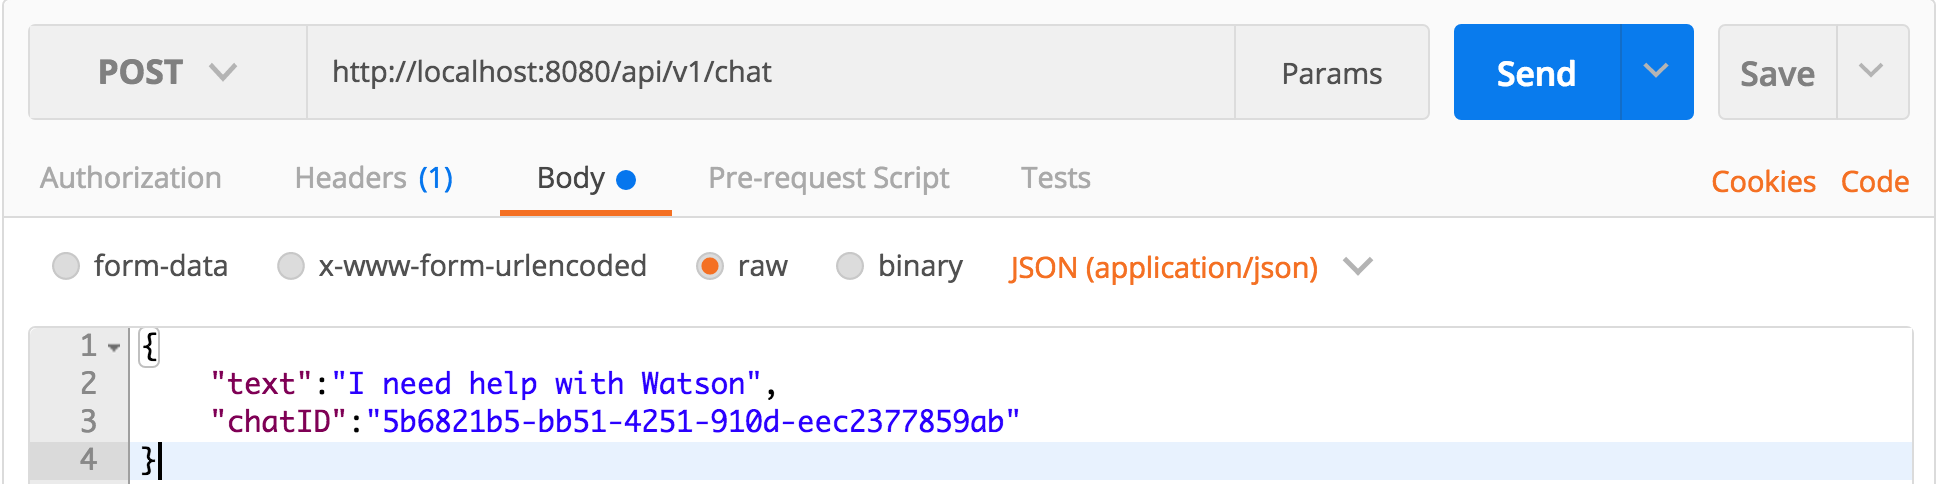 POST http://localhost:8080/api/v1/chat Params Send Save
Authorization Headers (1) Body Pre-request Script Tests Cookies Code
form-data x-www-form-urlencoded raw binary JSON (application/json)
1 {
2 "text":"I need help with Watson",
3 "chatID":"5b6821b5-bb51-4251-910d-eec2377859ab"
4 }